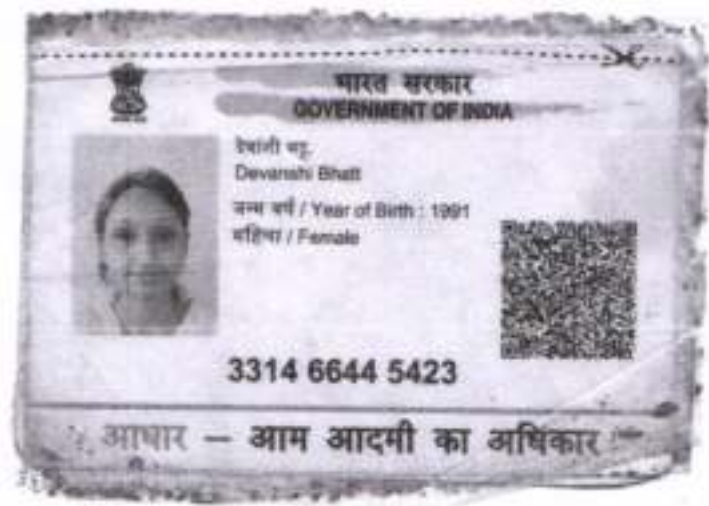 भारत सरकार
GOVERNMENT OF INDIA
Devanshi Bhatt
जन्म वर्ष / Year of Birth : 1991
महिला / Female
3314 6644 5423
आधार — आम आदमी का अधिकार